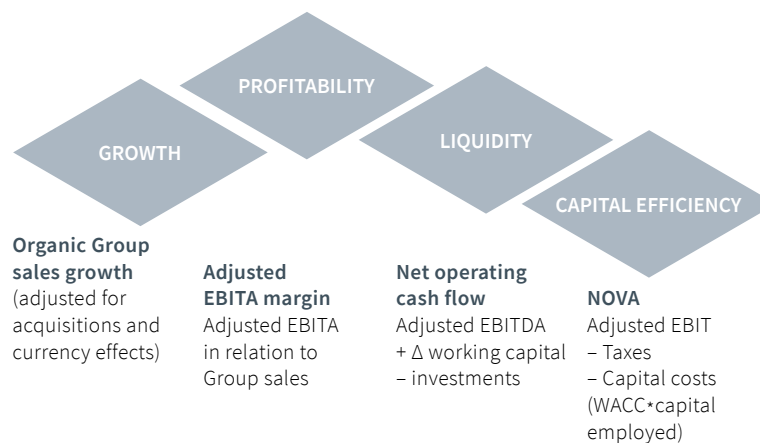 PROFITABILITY
GROWTH
LIQUIDITY
CAPITAL EFFICIENCY
Organic Group
sales growth
(adjusted for
acquisitions and
currency effects)
Adjusted
EBITA margin
Adjusted EBITA
in relation to
Group sales
Net operating
cash flow
Adjusted EBITDA
+ Δ working capital
– investments
NOVA
Adjusted EBIT
– Taxes
– Capital costs
(WACC*capital
employed)